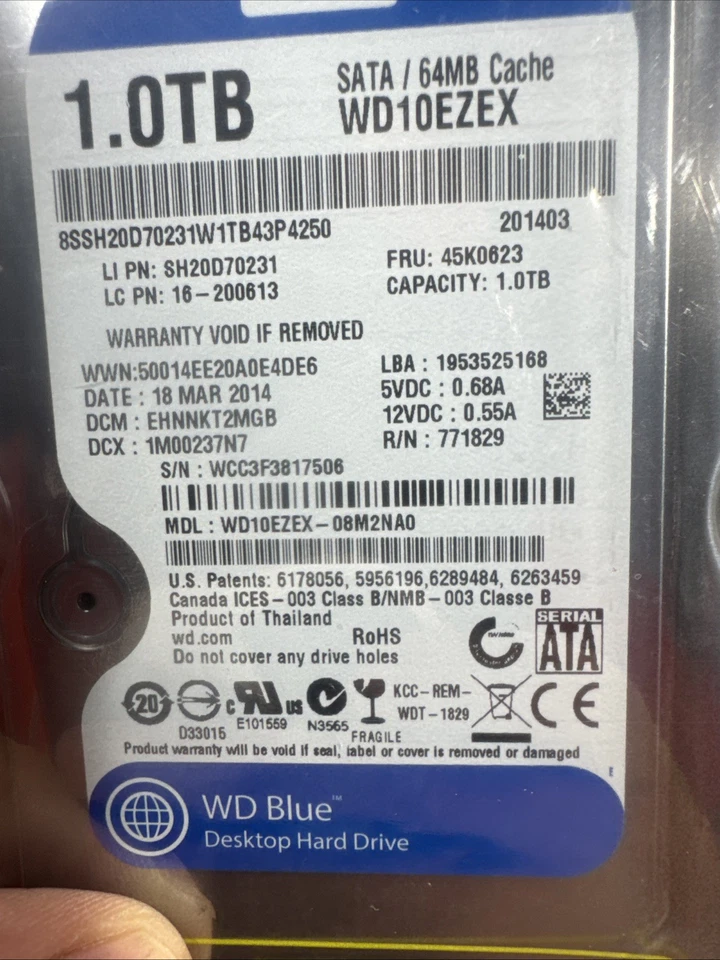 1.0TB
SATA / 64MB Cache
WD10EZEX
8SSH20D70231W1TB43P4250
201403
LI PN: SH20D70231
FRU: 45K0623
LC PN: 16-200613
CAPACITY: 1.0TB
WARRANTY VOID IF REMOVED
WWN:50014EE20A0E4DE6
LBA : 1953525168
DATE : 18 MAR 2014
5VDC : 0.68A
DCM : EHNNKT2MGB
12VDC : 0.55A
DCX : 1M00237N7
R/N : 771829
S/N : WCC3F3817506
MDL : WD10EZEX-08M2NA0
U.S. Patents: 6178056, 5956196,6289484, 6263459
Canada ICES-003 Class B/NMB-003 Classe B
Product of Thailand
wd.com
RoHS
Do not cover any drive holes
SERIAL
ATA
20
D33015
c RU us
E101559
N3565
FRAGILE
KCC-REM-
WDT-1829
CE
Product warranty will be void if seal, label or cover is removed or damaged
WD Blue™
Desktop Hard Drive